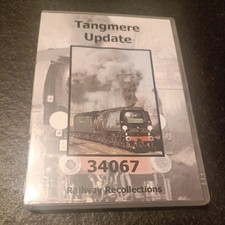 Tangmere
Update
34067
Railway Recollections